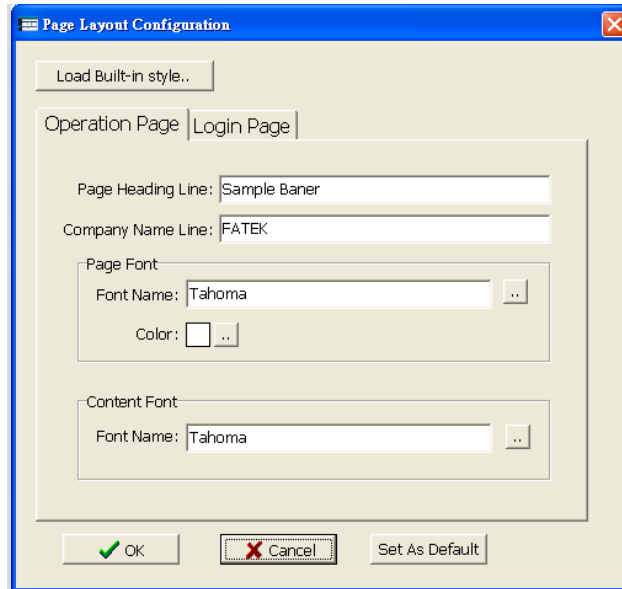 Page Layout Configuration
Load Built-in style..
Operation Page Login Page
Page Heading Line: Sample Baner
Company Name Line: FATEK
Page Font
Font Name: Tahoma ..
Color: ..
Content Font
Font Name: Tahoma ..
OK Cancel Set As Default